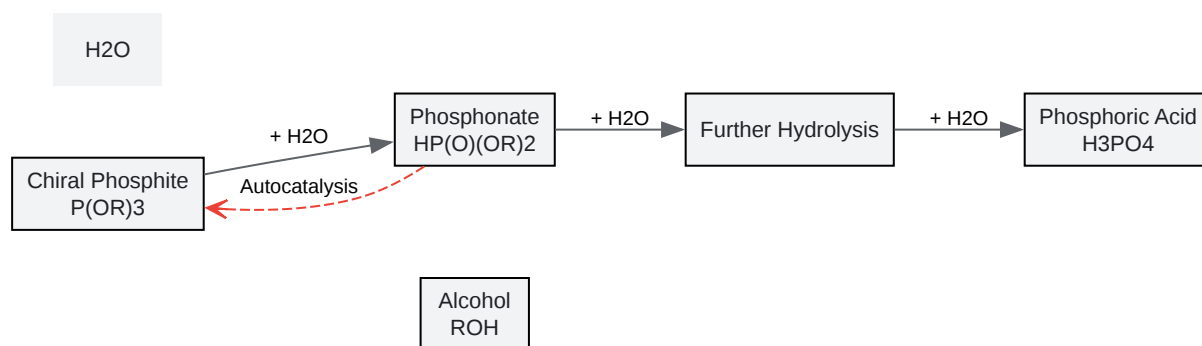 H2O
Chiral Phosphite
P(OR)3
+ H2O
Autocatalysis
Phosphonate
HP(O)(OR)2
+ H2O
Further Hydrolysis
+ H2O
Phosphoric Acid
H3PO4
Alcohol
ROH